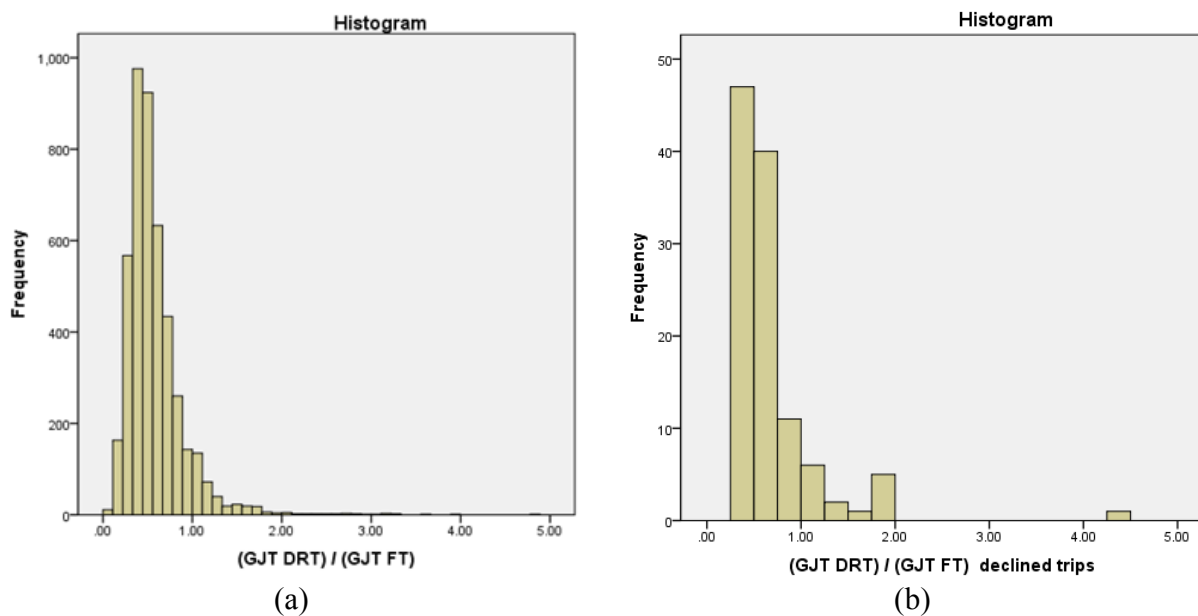 Histogram
1,000
800
600
400
200
0
Frequency
.00 1.00 2.00 3.00 4.00 5.00
(GJT DRT) / (GJT FT)
(a)
Histogram
50
40
30
20
10
0
Frequency
.00 1.00 2.00 3.00 4.00 5.00
(GJT DRT) / (GJT FT) declined trips
(b)